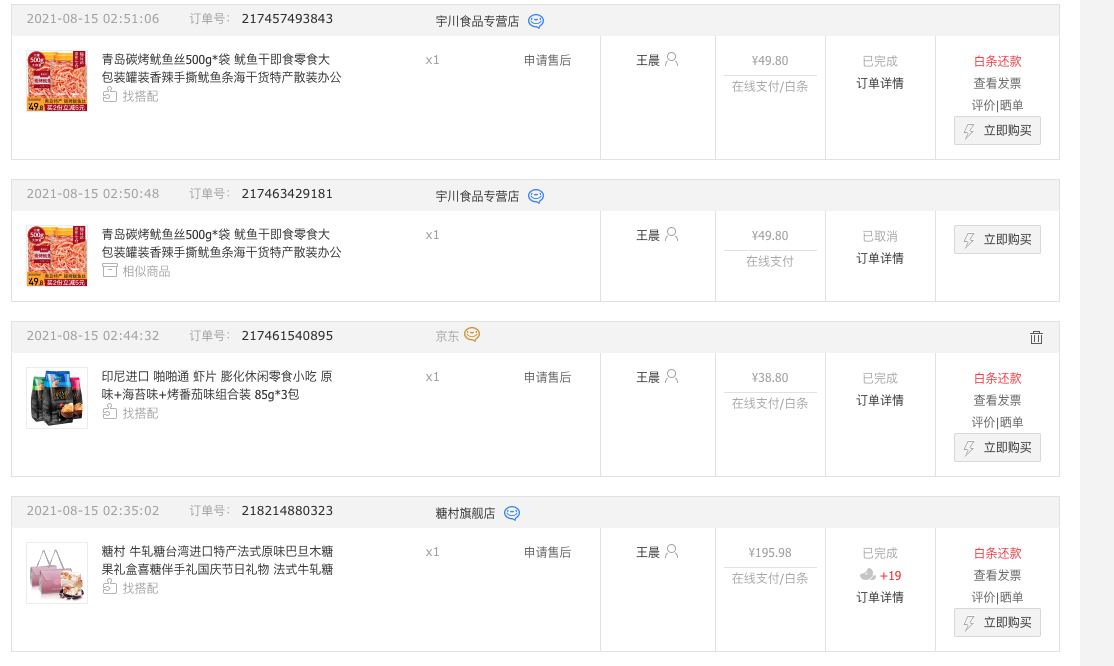 2021-08-15 02:51:06 订单号: 217457493843 宇川食品专营店
青岛碳烤鱿鱼丝500g*袋 鱿鱼干即食零食大 x1 申请售后 王晨 ¥49.80 已完成 白条还款
包装罐装香辣手撕鱿鱼条海干货特产散装办公 在线支付/白条 订单详情 查看发票
找搭配 评价|晒单
立即购买
2021-08-15 02:50:48 订单号: 217463429181 宇川食品专营店
青岛碳烤鱿鱼丝500g*袋 鱿鱼干即食零食大 x1 王晨 ¥49.80 已取消 立即购买
包装罐装香辣手撕鱿鱼条海干货特产散装办公 在线支付 订单详情
相似商品
2021-08-15 02:44:32 订单号: 217461540895 京东
印尼进口 啪啪通 虾片 膨化休闲零食小吃 原 x1 申请售后 王晨 ¥38.80 已完成 白条还款
味+海苔味+烤番茄味组合装 85g*3包 在线支付/白条 订单详情 查看发票
找搭配 评价|晒单
立即购买
2021-08-15 02:35:02 订单号: 218214880323 糖村旗舰店
糖村 牛轧糖台湾进口特产法式原味巴旦木糖 x1 申请售后 王晨 ¥195.98 已完成 白条还款
果礼盒喜糖伴手礼国庆节日礼物 法式牛轧糖 在线支付/白条 +19 查看发票
找搭配 订单详情 评价|晒单
立即购买